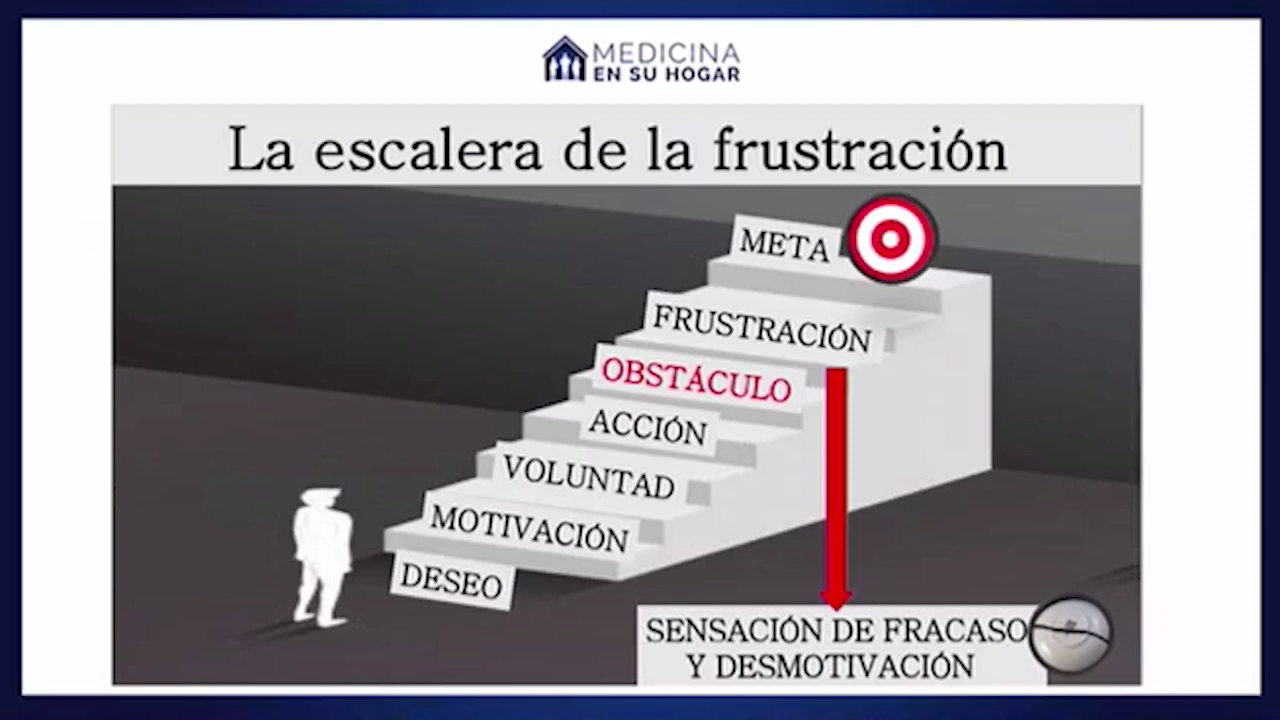 MEDICINA
EN SU HOGAR
La escalera de la frustración
META
FRUSTRACIÓN
OBSTÁCULO
ACCIÓN
VOLUNTAD
MOTIVACIÓN
DESEO
SENSACIÓN DE FRACASO
Y DESMOTIVACIÓN